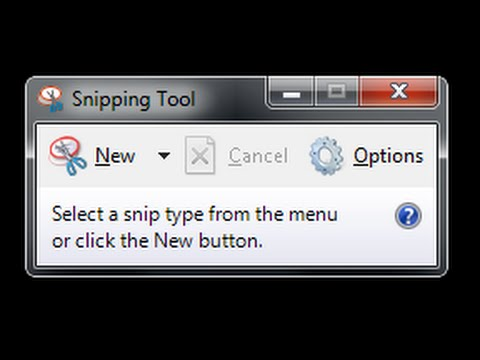 Snipping Tool
New Cancel Options
Select a snip type from the menu
or click the New button.
?